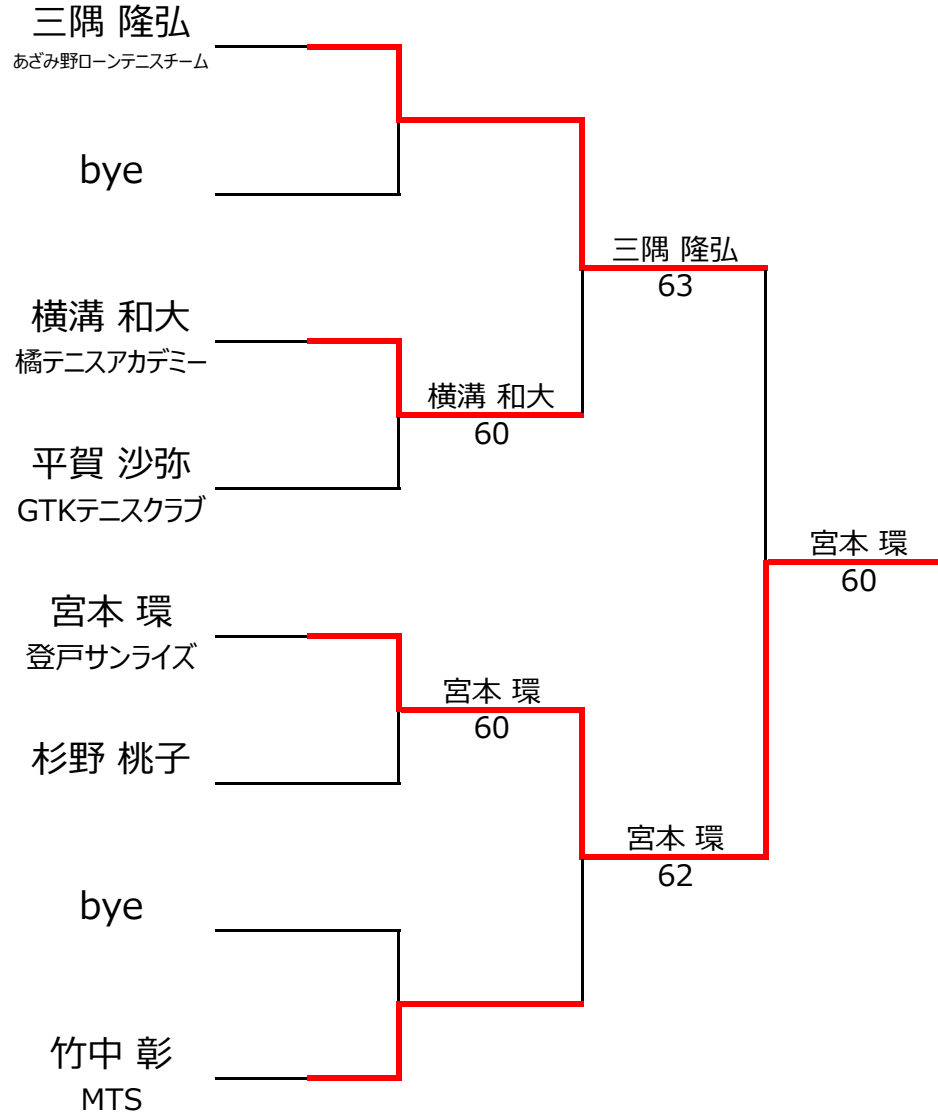 三隅 隆弘
あざみ野ローンテニスチーム
bye
横溝 和大
橘テニスアカデミー
平賀 沙弥
GTKテニスクラブ
宮本 環
登戸サンライズ
杉野 桃子
bye
竹中 彰
MTS
横溝 和大
60
宮本 環
60
三隅 隆弘
63
宮本 環
62
宮本 環
60